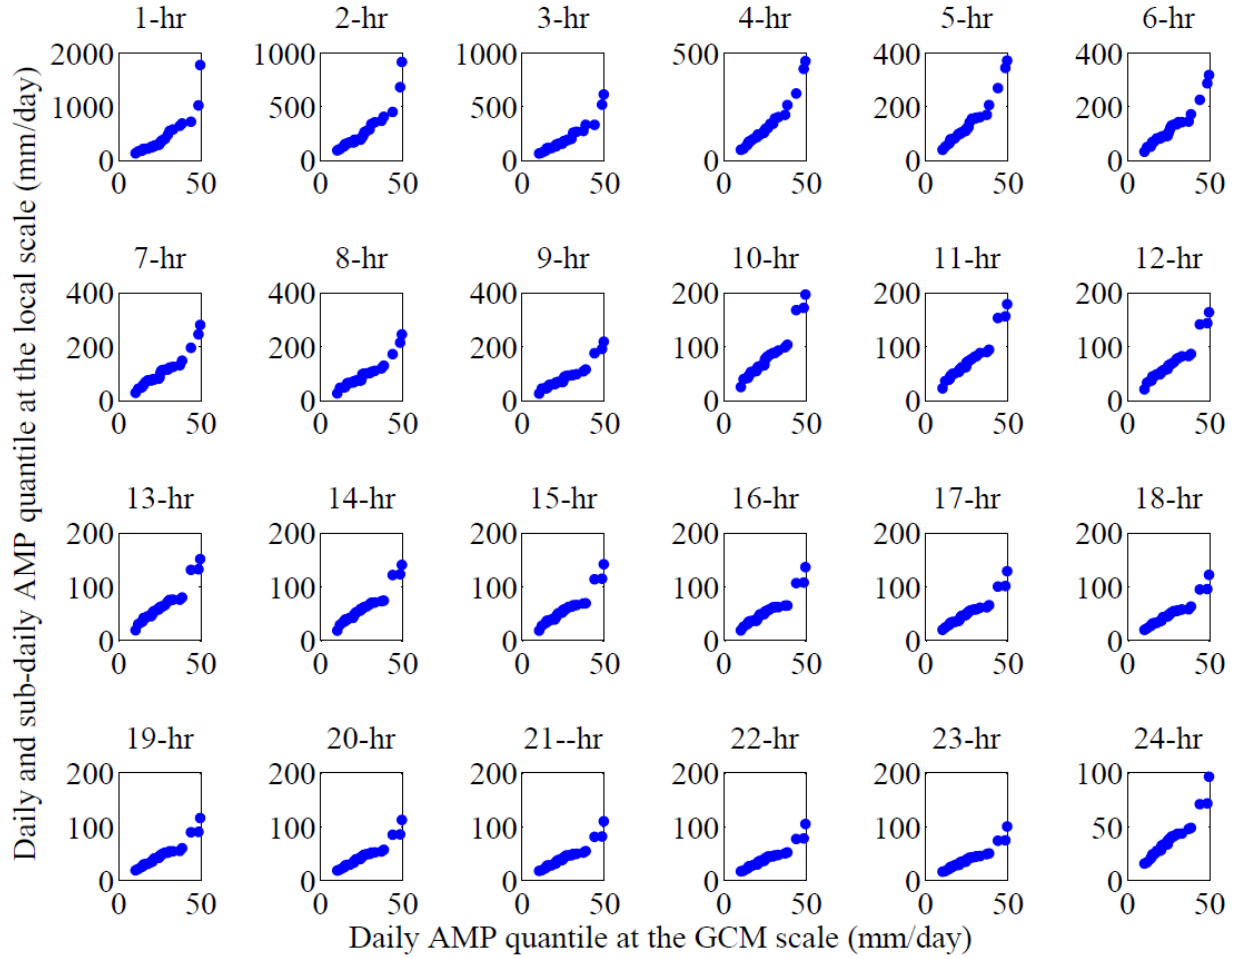 Daily and sub-daily AMP quantile at the local scale (mm/day)
1-hr 2-hr 3-hr 4-hr 5-hr 6-hr
2000 1000 1000 500 400 400
1000 500 500 200 200
0 0 0 0 0 0
0 50 0 50 0 50 0 50 0 50 0 50
7-hr 8-hr 9-hr 10-hr 11-hr 12-hr
400 400 400 200 200 200
200 200 200 100 100 100
0 0 0 0 0 0
0 50 0 50 0 50 0 50 0 50 0 50
13-hr 14-hr 15-hr 16-hr 17-hr 18-hr
200 200 200 200 200 200
100 100 100 100 100 100
0 0 0 0 0 0
0 50 0 50 0 50 0 50 0 50 0 50
19-hr 20-hr 21--hr 22-hr 23-hr 24-hr
200 200 200 200 200 100
100 100 100 100 100 50
0 0 0 0 0 0
0 50 0 50 0 50 0 50 0 50 0 50
Daily AMP quantile at the GCM scale (mm/day)